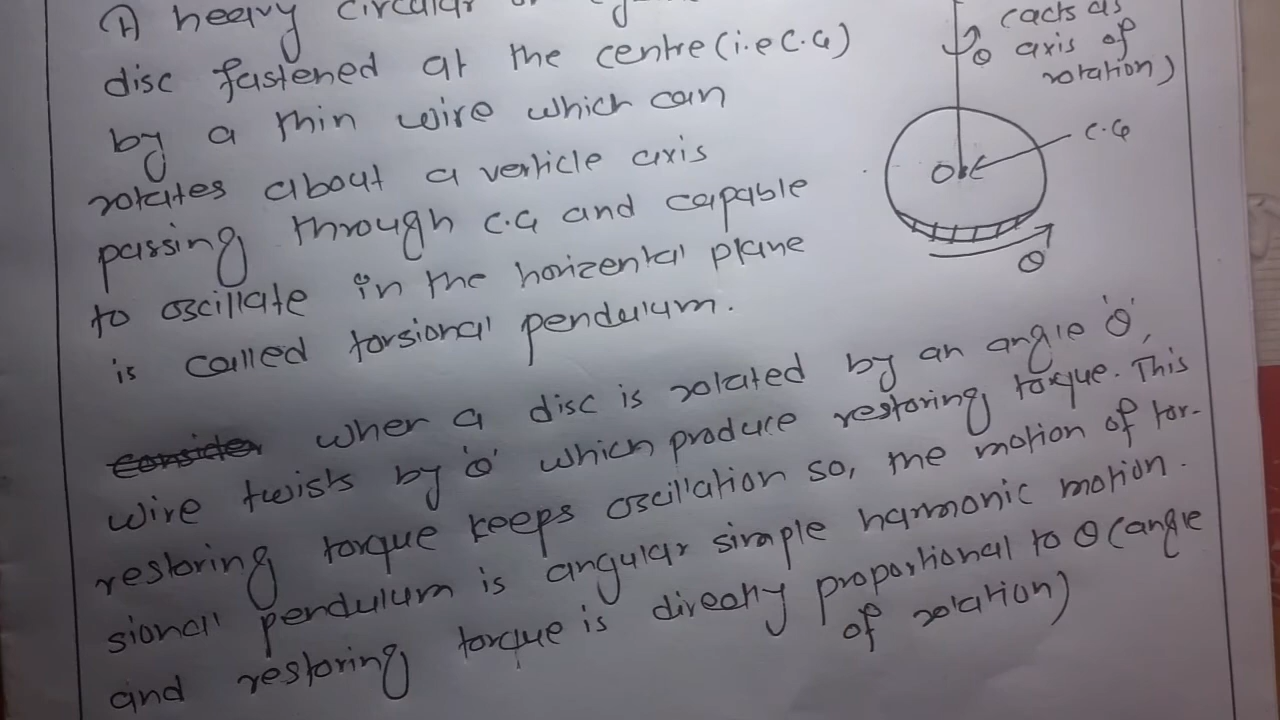 A heavy circular
disc fastened at the centre (i.e C.G)
by a thin wire which can
rotates about a verticle axis
passing through C.G and capable
to oscillate in the horizental plane
is called torsional pendulum.
(acts as
axis of
rotation)
θ
C.G
θ
when a disc is rotated by an angle 'θ',
wire twists by 'θ' which produce restoring torque. This
restoring torque keeps oscillation so, the motion of tor-
sional pendulum is angular simple harmonic motion.
and restoring torque is directly proportional to θ (angle
of rotation)